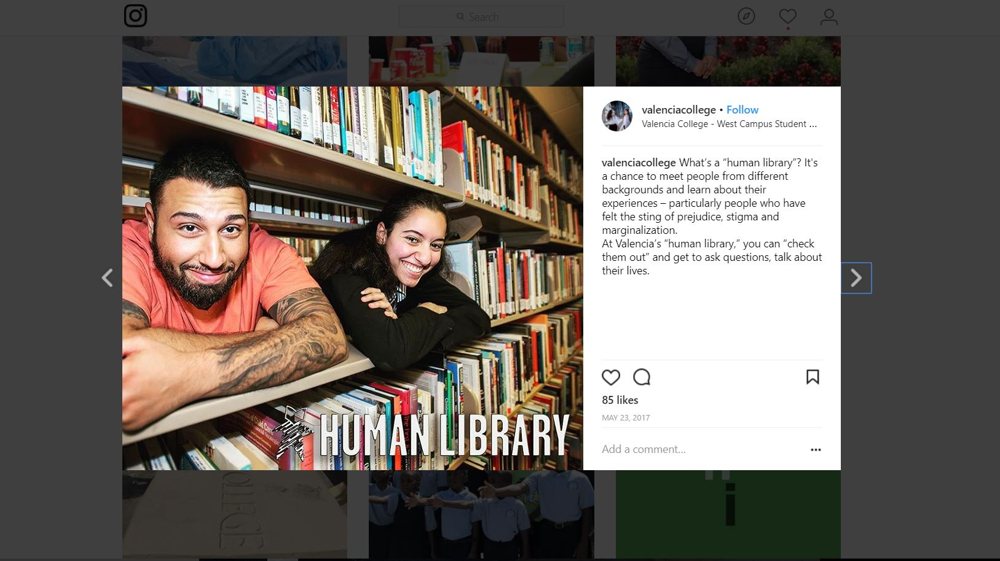 Search
valenciacollege • Follow
Valencia College - West Campus Student ...
valenciacollege What's a “human library”? It's
a chance to meet people from different
backgrounds and learn about their
experiences – particularly people who have
felt the sting of prejudice, stigma and
marginalization.
At Valencia’s “human library,” you can “check
them out” and get to ask questions, talk about
their lives.
HUMAN LIBRARY
85 likes
MAY 23, 2017
Add a comment...
COLLEGE